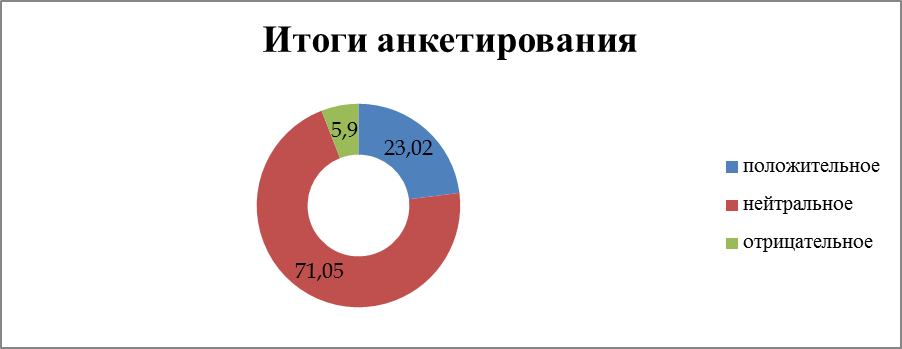 Итоги анкетирования
5,9
23,02
71,05
положительное
нейтральное
отрицательное